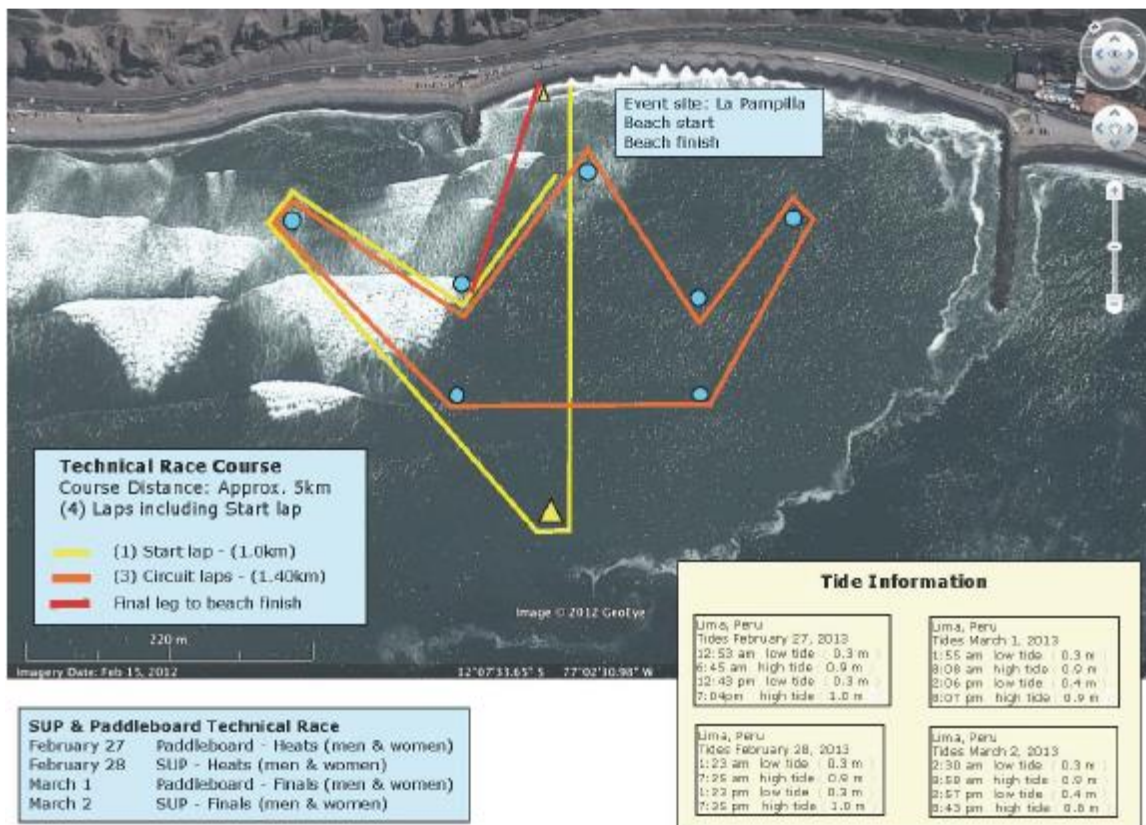 Event site: La Pampilla
Beach start
Beach finish
Technical Race Course
Course Distance: Approx. 5km
(4) Laps including Start lap
(1) Start lap - (1.0km)
(3) Circuit laps - (1.40km)
Final leg to beach finish
220 m
Image © 2012 GeoEye
Imagery Date: Feb 15, 2012
12°07'33.65" S 77°02'30.98" W
Tide Information
Lima, Peru
Tides February 27, 2013
12:53 am low tide ( 0.3 m )
6:45 am high tide ( 0.9 m )
12:43 pm low tide ( 0.3 m )
7:04pm high tide ( 1.0 m )
Lima, Peru
Tides March 1, 2013
1:55 am low tide ( 0.3 m )
8:08 am high tide ( 0.9 m )
2:06 pm low tide ( 0.4 m )
8:07 pm high tide ( 0.9 m )
Lima, Peru
Tides February 28, 2013
1:23 am low tide ( 0.3 m )
7:25 am high tide ( 0.9 m )
1:23 pm low tide ( 0.3 m )
7:35 pm high tide ( 1.0 m )
Lima, Peru
Tides March 2, 2013
2:30 am low tide ( 0.3 m )
am high tide ( 0.9 m )
2:57 pm low tide ( 0.4 m )
8:43 pm high tide ( 0.8 m )
SUP & Paddleboard Technical Race
February 27 Paddleboard - Heats (men & women)
February 28 SUP - Heats (men & women)
March 1 Paddleboard - Finals (men & women)
March 2 SUP - Finals (men & women)